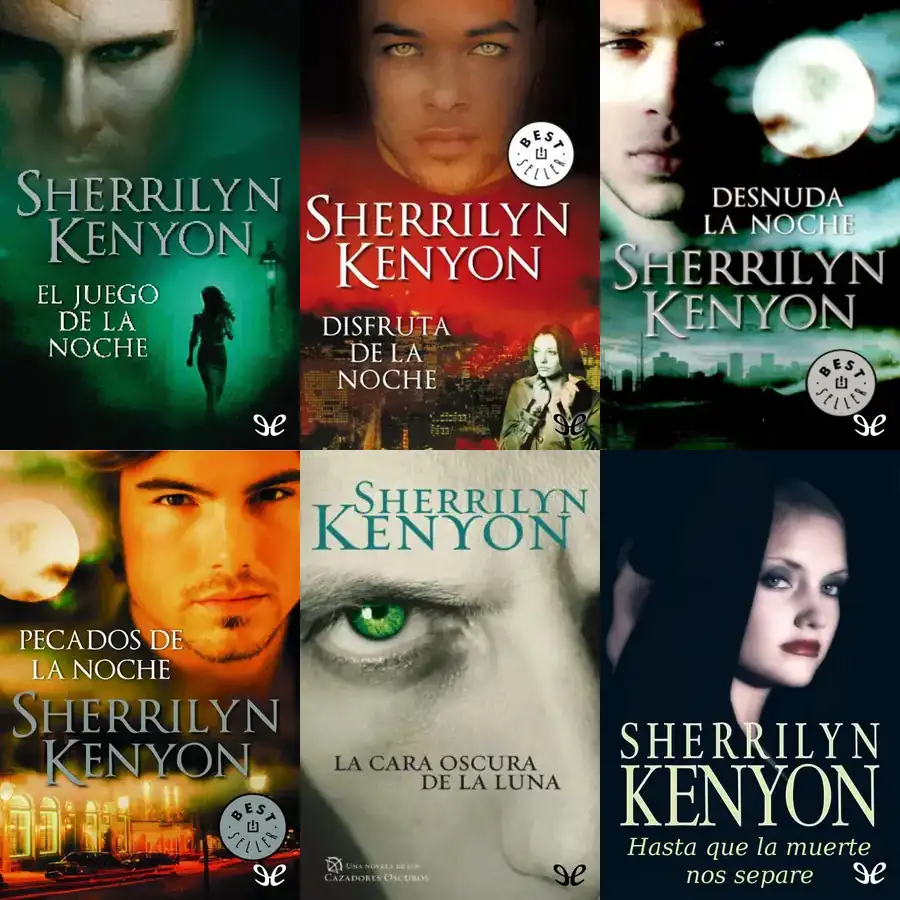 SHERRILYN
KENYON
EL JUEGO
DE LA
NOCHE
BEST
SELLER
SHERRILYN
KENYON
DISFRUTA
DE LA
NOCHE
DESNUDA
LA NOCHE
SHERRILYN
KENYON
BEST
SELLER
PECADOS DE
LA NOCHE
SHERRILYN
KENYON
BEST
SELLER
SHERRILYN
KENYON
LA CARA OSCURA
DE LA LUNA
UNA NOVELA DE LOS
CAZADORES OSCUROS
SHERRILYN
KENYON
Hasta que la muerte
nos separe